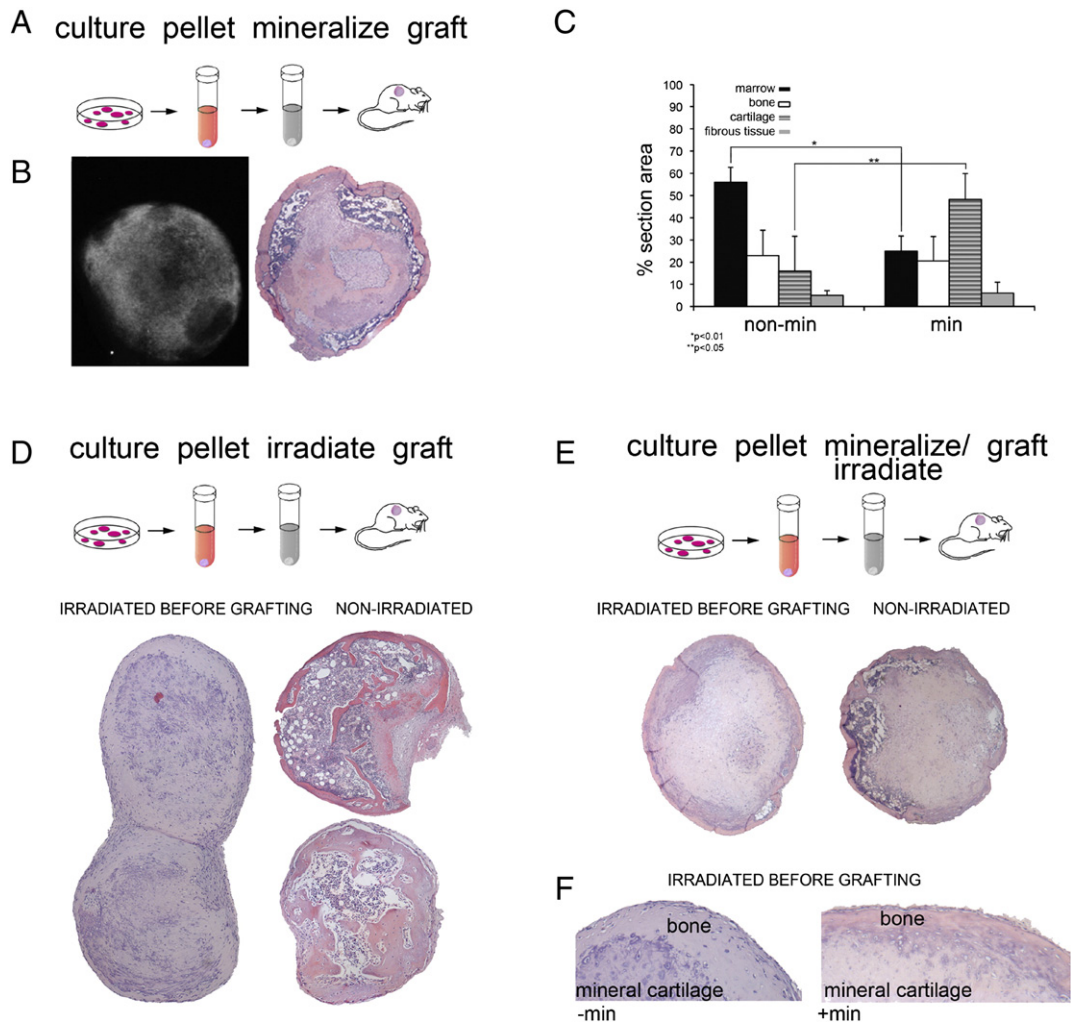 A
culture pellet mineralize graft
B
C
100
90
80
70
60
50
40
30
20
10
0
% section area
marrow
bone
cartilage
fibrous tissue
*
**
non-min
min
*p<0.01
**p<0.05
D
culture pellet irradiate graft
IRRADIATED BEFORE GRAFTING NON-IRRADIATED
E
culture pellet mineralize/ graft
irradiate
IRRADIATED BEFORE GRAFTING NON-IRRADIATED
F
IRRADIATED BEFORE GRAFTING
bone
mineral cartilage
-min
bone
mineral cartilage
+min